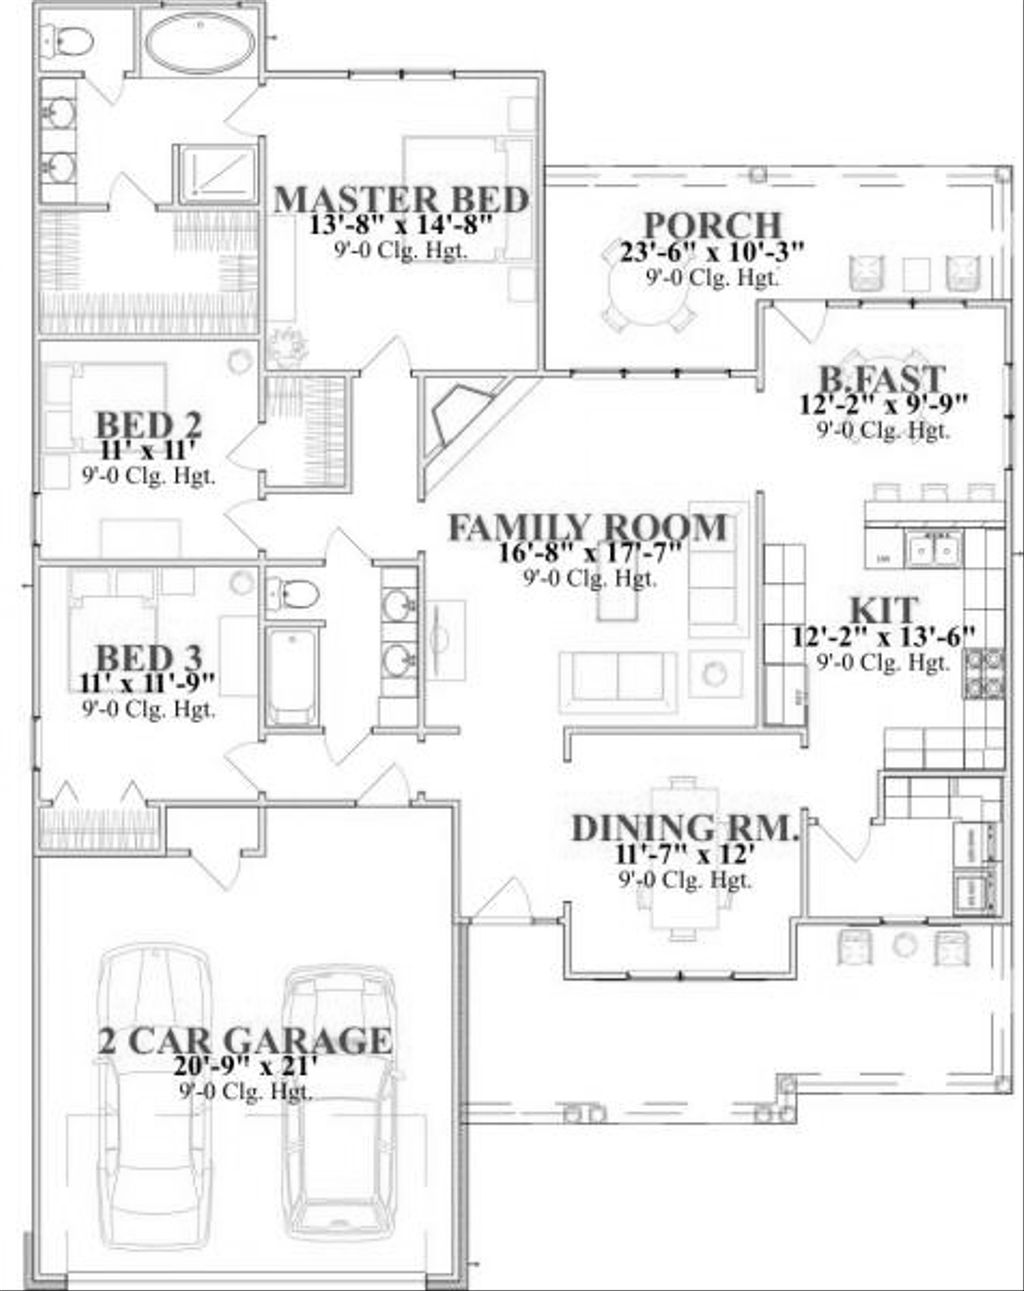 MASTER BED
13'-8" x 14'-8"
9'-0 Clg. Hgt.
PORCH
23'-6" x 10'-3"
9'-0 Clg. Hgt.
B.FAST
12'-2" x 9'-9"
9'-0 Clg. Hgt.
BED 2
11' x 11'
9'-0 Clg. Hgt.
FAMILY ROOM
16'-8" x 17'-7"
9'-0 Clg. Hgt.
KIT
12'-2" x 13'-6"
9'-0 Clg. Hgt.
BED 3
11' x 11'-9"
9'-0 Clg. Hgt.
DINING RM.
11'-7" x 12'
9'-0 Clg. Hgt.
2 CAR GARAGE
20'-9" x 21'
9'-0 Clg. Hgt.